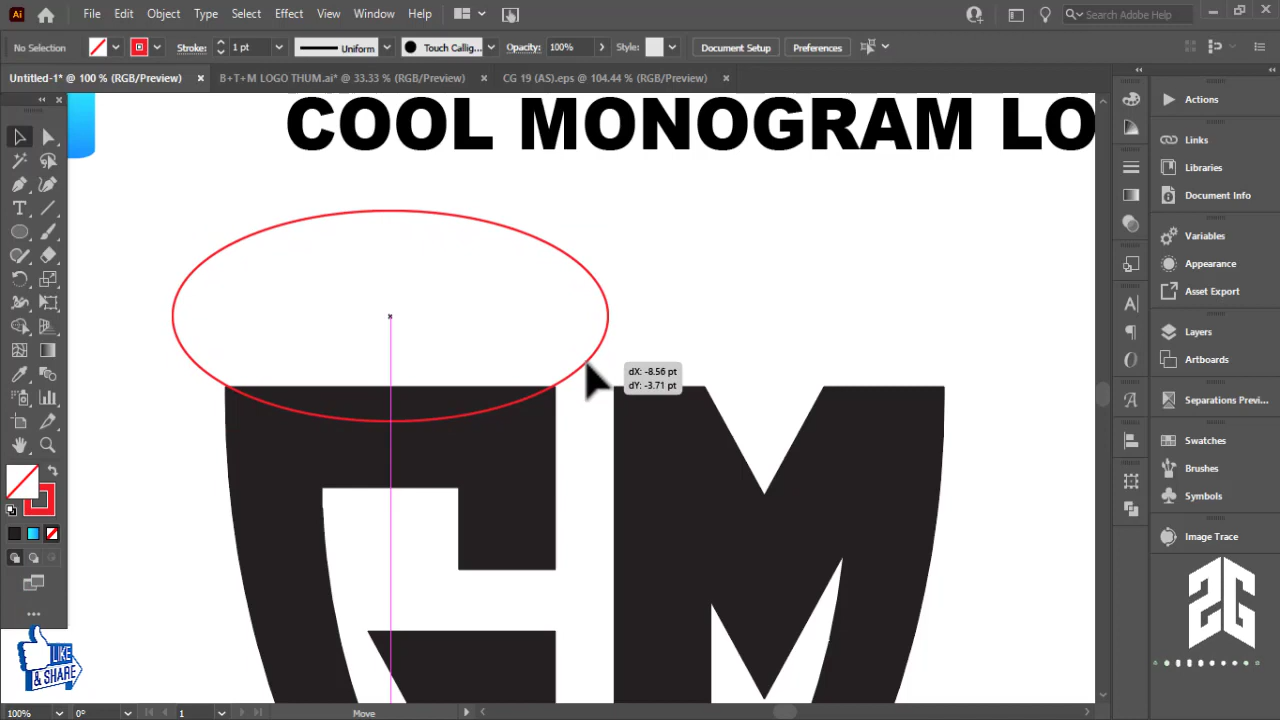 Ai File Edit Object Type Select Effect View Window Help Search Adobe Help
No Selection Stroke: 1 pt Uniform Touch Callig... Opacity: 100% Style: Document Setup Preferences
Untitled-1* @ 100 % (RGB/Preview) B+T+M LOGO THUM.ai* @ 33.33 % (RGB/Preview) CG 19 (AS).eps @ 104.44 % (RGB/Preview)
COOL MONOGRAM LO
Actions
Links
Libraries
Document Info
Variables
Appearance
Asset Export
Layers
Artboards
Separations Previ...
Swatches
Brushes
Symbols
Image Trace
dX: -8.56 pt
dY: -3.71 pt
GM
SG
LIKE
& SHARE
100% 0° 1 Move